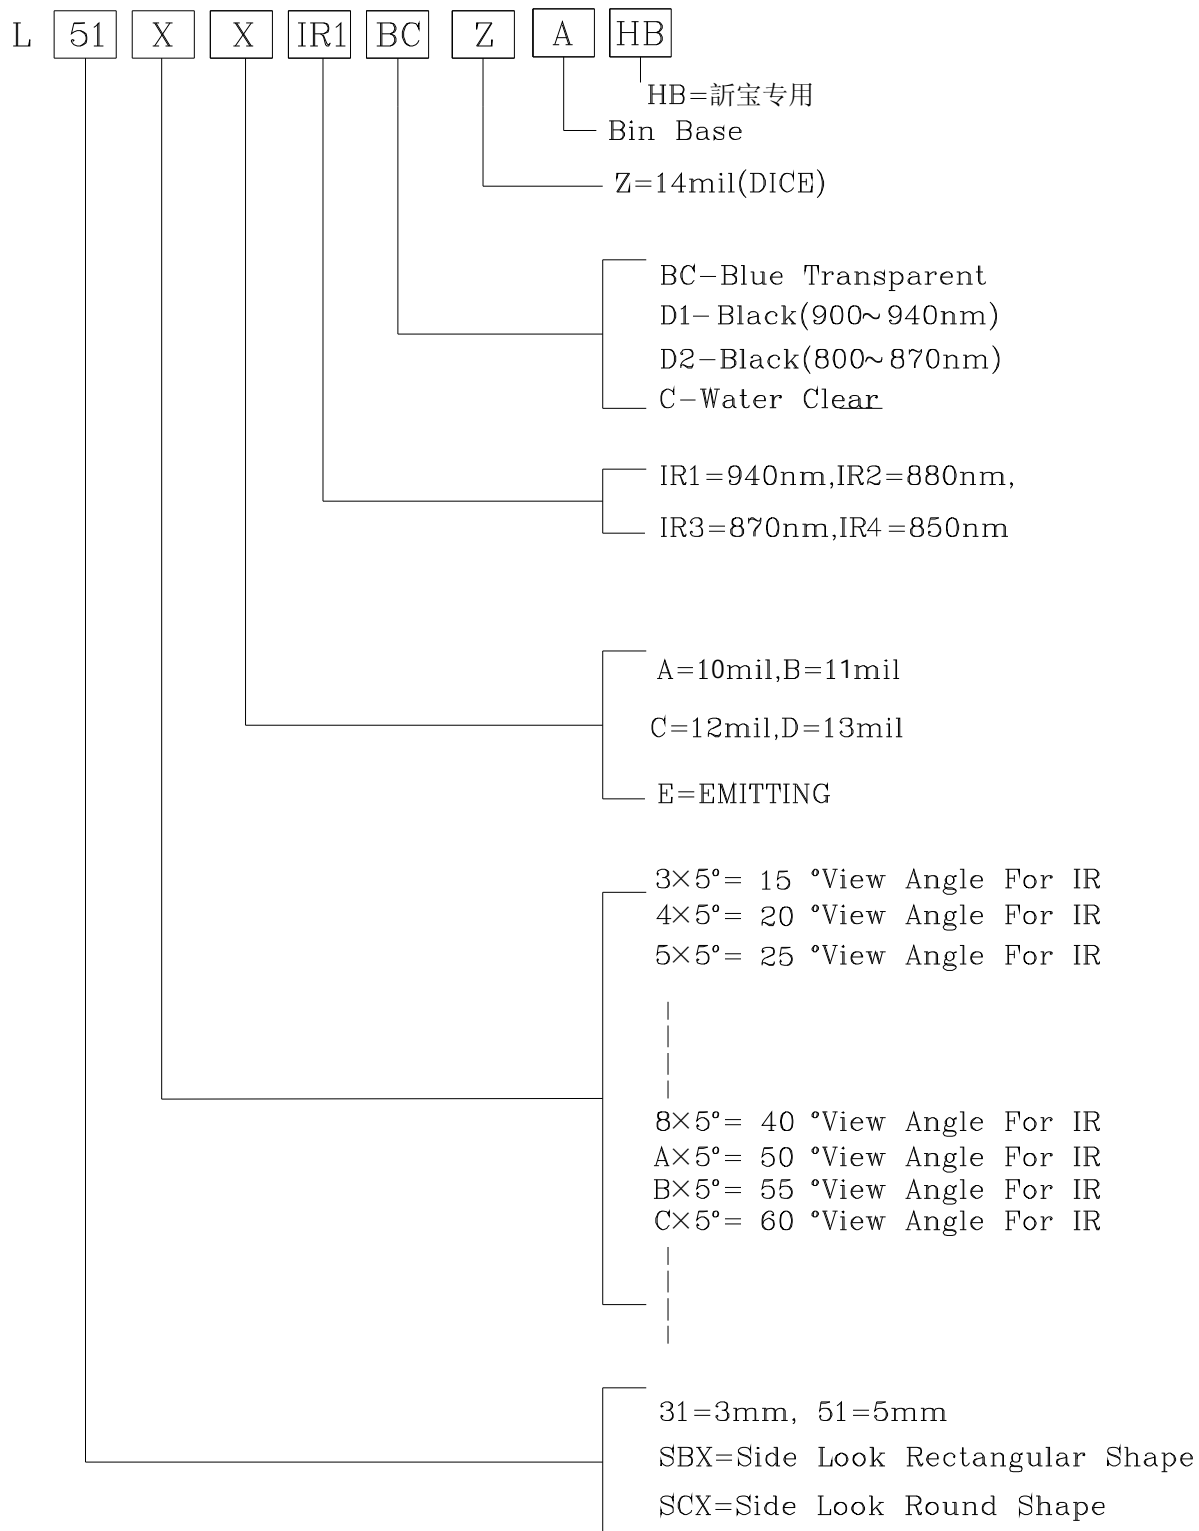 L 51 X X IR1 BC Z A HB
HB=訢宝专用
Bin Base
Z=14mil(DICE)
BC-Blue Transparent
D1-Black(900~940nm)
D2-Black(800~870nm)
C-Water Clear
IR1=940nm,IR2=880nm,
IR3=870nm,IR4=850nm
A=10mil,B=11mil
C=12mil,D=13mil
E=EMITTING
3×5°= 15 °View Angle For IR
4×5°= 20 °View Angle For IR
5×5°= 25 °View Angle For IR
8×5°= 40 °View Angle For IR
A×5°= 50 °View Angle For IR
B×5°= 55 °View Angle For IR
C×5°= 60 °View Angle For IR
31=3mm, 51=5mm
SBX=Side Look Rectangular Shape
SCX=Side Look Round Shape